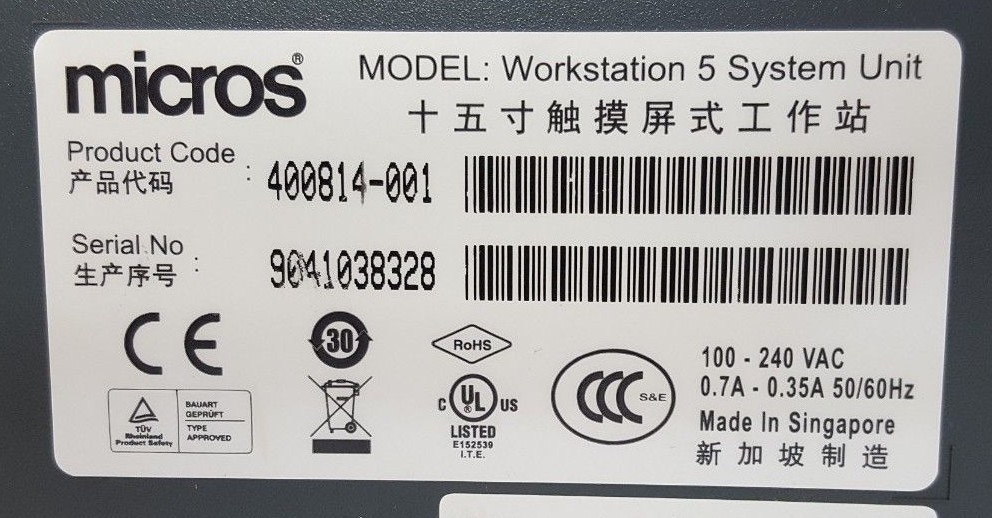 micros®
MODEL: Workstation 5 System Unit
十五寸触摸屏式工作站
Product Code
产品代码
: 400814-001
Serial No
生产序号
: 9041038328
CE
30
RoHS
TÜV
Rheinland
Product Safety
BAUART
GEPRÜFT
TYPE
APPROVED
C UL® US
LISTED
E152539
I.T.E.
CCC S&E
100 - 240 VAC
0.7A - 0.35A 50/60Hz
Made In Singapore
新加坡制造